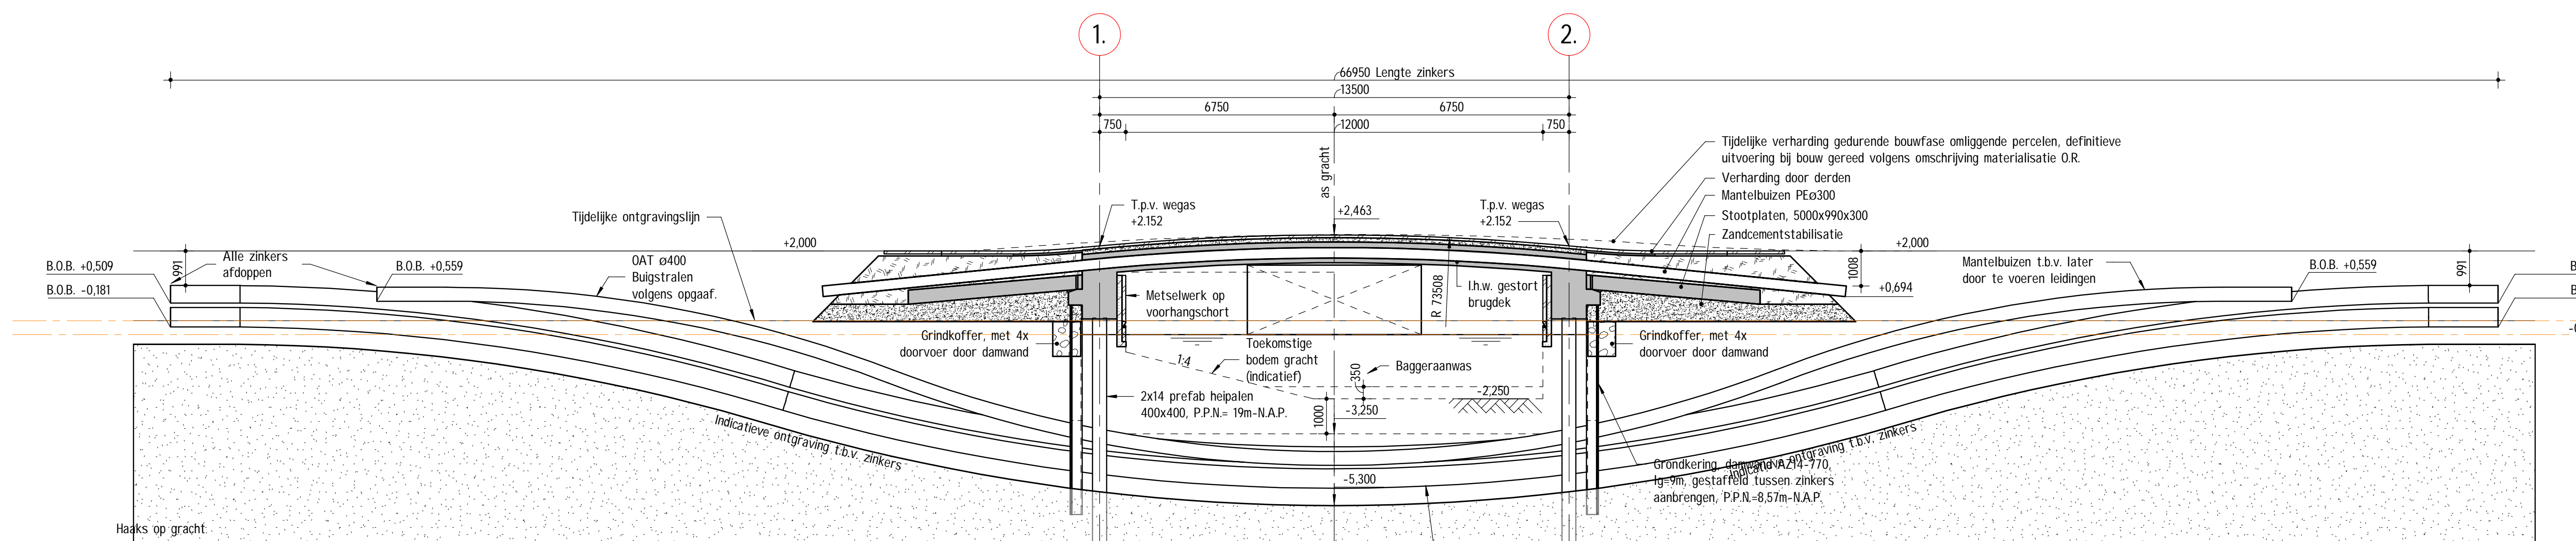 1.
2.
66950 Lengte zinkers
13500
6750
6750
750
12000
750
as gracht
Tijdelijke verharding gedurende bouwfase omliggende percelen, definitieve
uitvoering bij bouw gereed volgens omschrijving materialisatie O.R.
Verharding door derden
Mantelbuizen PEø300
Stootplaten, 5000x990x300
Zandcementstabilisatie
T.p.v. wegas
+2.152
+2,463
T.p.v. wegas
+2.152
Tijdelijke ontgravingslijn
+2,000
+2,000
Alle zinkers
afdoppen
991
B.O.B. +0,509
B.O.B. -0,181
B.O.B. +0,559
OAT ø400
Buigstralen
volgens opgaaf.
Metselwerk op
voorhangschort
R 73508
I.h.w. gestort
brugdek
1008
+0,694
Mantelbuizen t.b.v. later
door te voeren leidingen
B.O.B. +0,559
991
B
B
Grindkoffer, met 4x
doorvoer door damwand
Toekomstige
bodem gracht
(indicatief)
1:4
350
Baggeraanwas
Grindkoffer, met 4x
doorvoer door damwand
2x14 prefab heipalen
400x400, P.P.N.= 19m-N.A.P.
1000
-2,250
-3,250
-5,300
Indicatieve ontgraving t.b.v. zinkers
Indicatieve ontgraving t.b.v. zinkers
Grondkering, damwand AZ14-770,
lg=9m, gestaffeld tussen zinkers
aanbrengen, P.P.N.=8,57m-N.A.P.
Haaks op gracht